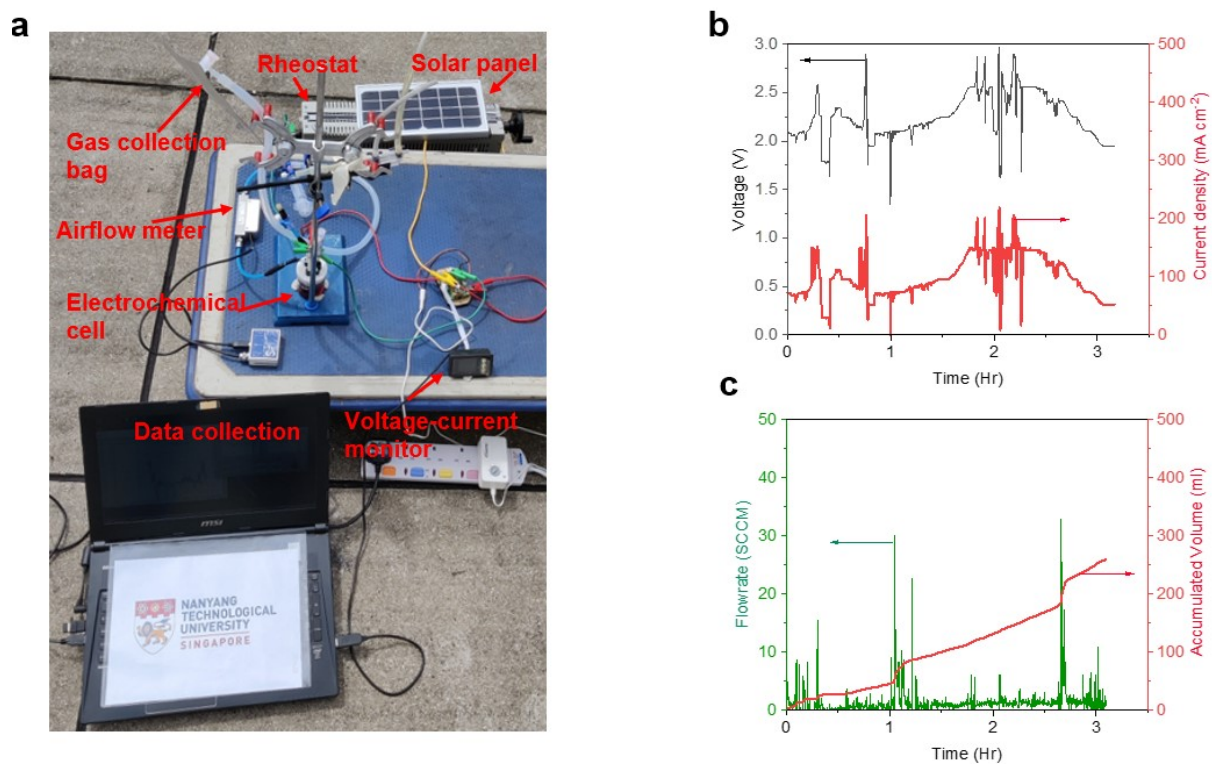 a
Rheostat
Solar panel
Gas collection
bag
Airflow meter
Electrochemical
cell
Voltage-current
monitor
Data collection
msi
NANYANG
TECHNOLOGICAL
UNIVERSITY
SINGAPORE
b
3.0
2.5
2.0
1.5
1.0
0.5
0.0
Voltage (V)
500
400
300
200
100
0
Current density (mA cm-2)
0 1 2 3
Time (Hr)
c
50
40
30
20
10
0
Flowrate (SCCM)
500
400
300
200
100
0
Accumulated Volume (ml)
0 1 2 3
Time (Hr)